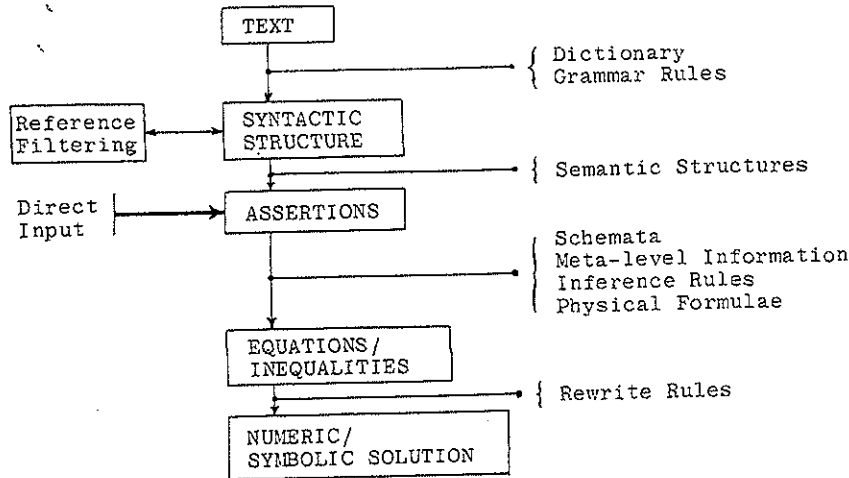 TEXT
{ Dictionary
Grammar Rules
Reference
Filtering
SYNTACTIC
STRUCTURE
{ Semantic Structures
Direct
Input
ASSERTIONS
Schemata
Meta-level Information
Inference Rules
Physical Formulae
EQUATIONS/
INEQUALITIES
{ Rewrite Rules
NUMERIC/
SYMBOLIC SOLUTION